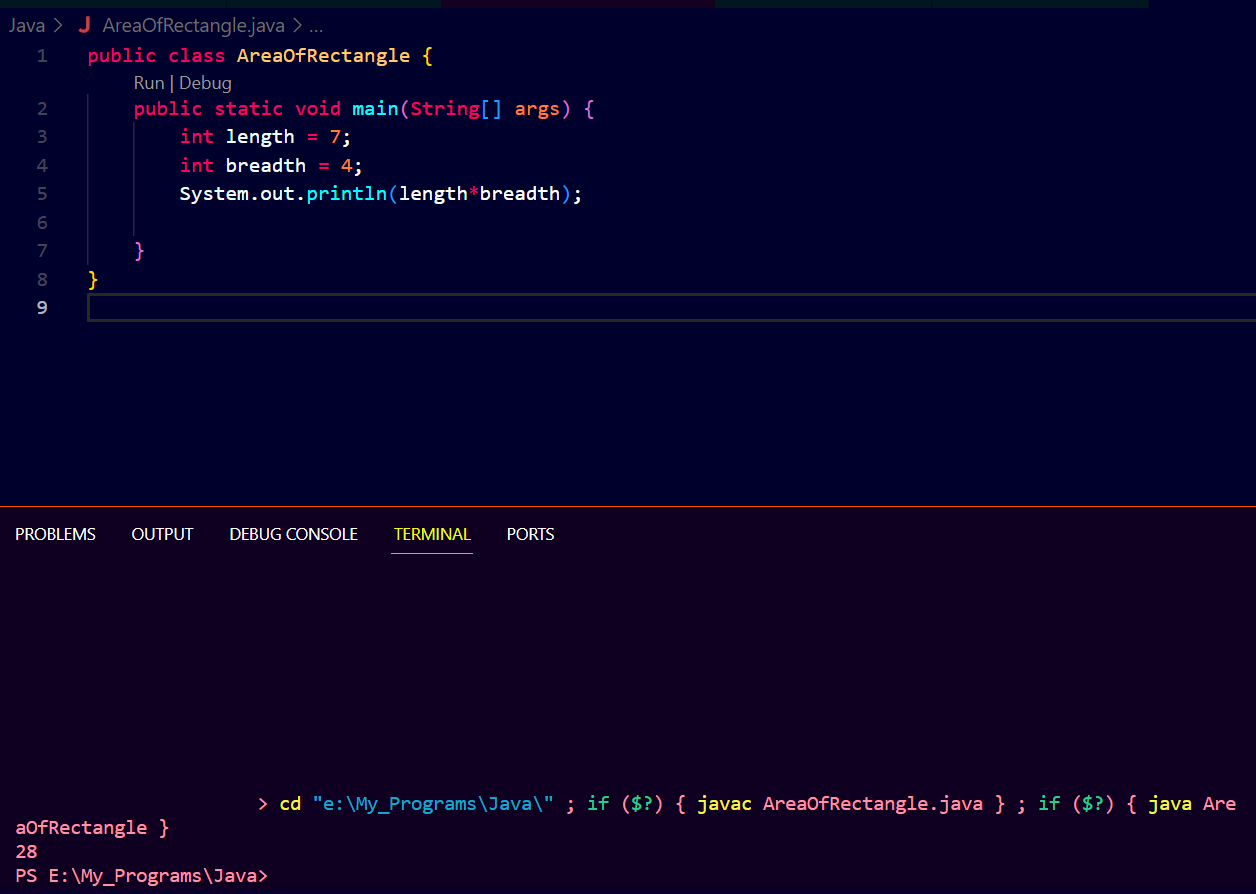 Java > J AreaOfRectangle.java > ...
1 public class AreaOfRectangle {
Run | Debug
2 public static void main(String[] args) {
3 int length = 7;
4 int breadth = 4;
5 System.out.println(length*breadth);
6
7 }
8 }
9
PROBLEMS OUTPUT DEBUG CONSOLE TERMINAL PORTS
> cd "e:\My_Programs\Java\" ; if ($?) { javac AreaOfRectangle.java } ; if ($?) { java Are
aOfRectangle }
28
PS E:\My_Programs\Java>